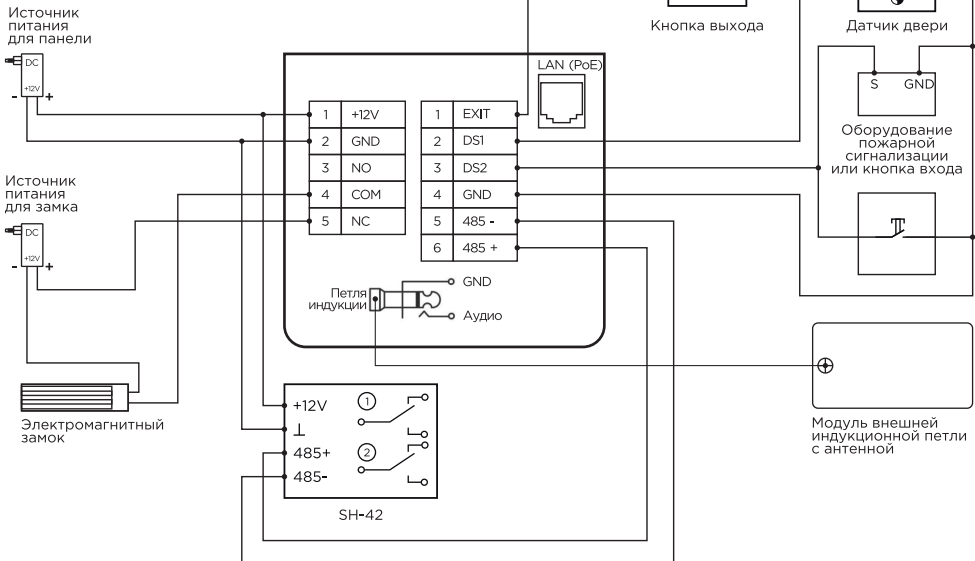 Источник
питания
для панели
DC
+12V
- +
Кнопка выхода
Датчик двери
LAN (PoE)
1 +12V
2 GND
3 NO
4 COM
5 NC
1 EXIT
2 DS1
3 DS2
4 GND
5 485 -
6 485 +
S GND
Оборудование
пожарной
сигнализации
или кнопка входа
Источник
питания
для замка
DC
+12V
- +
Петля
индукции
GND
Аудио
Электромагнитный
замок
+12V
485+
485-
1
2
SH-42
Модуль внешней
индукционной петли
с антенной